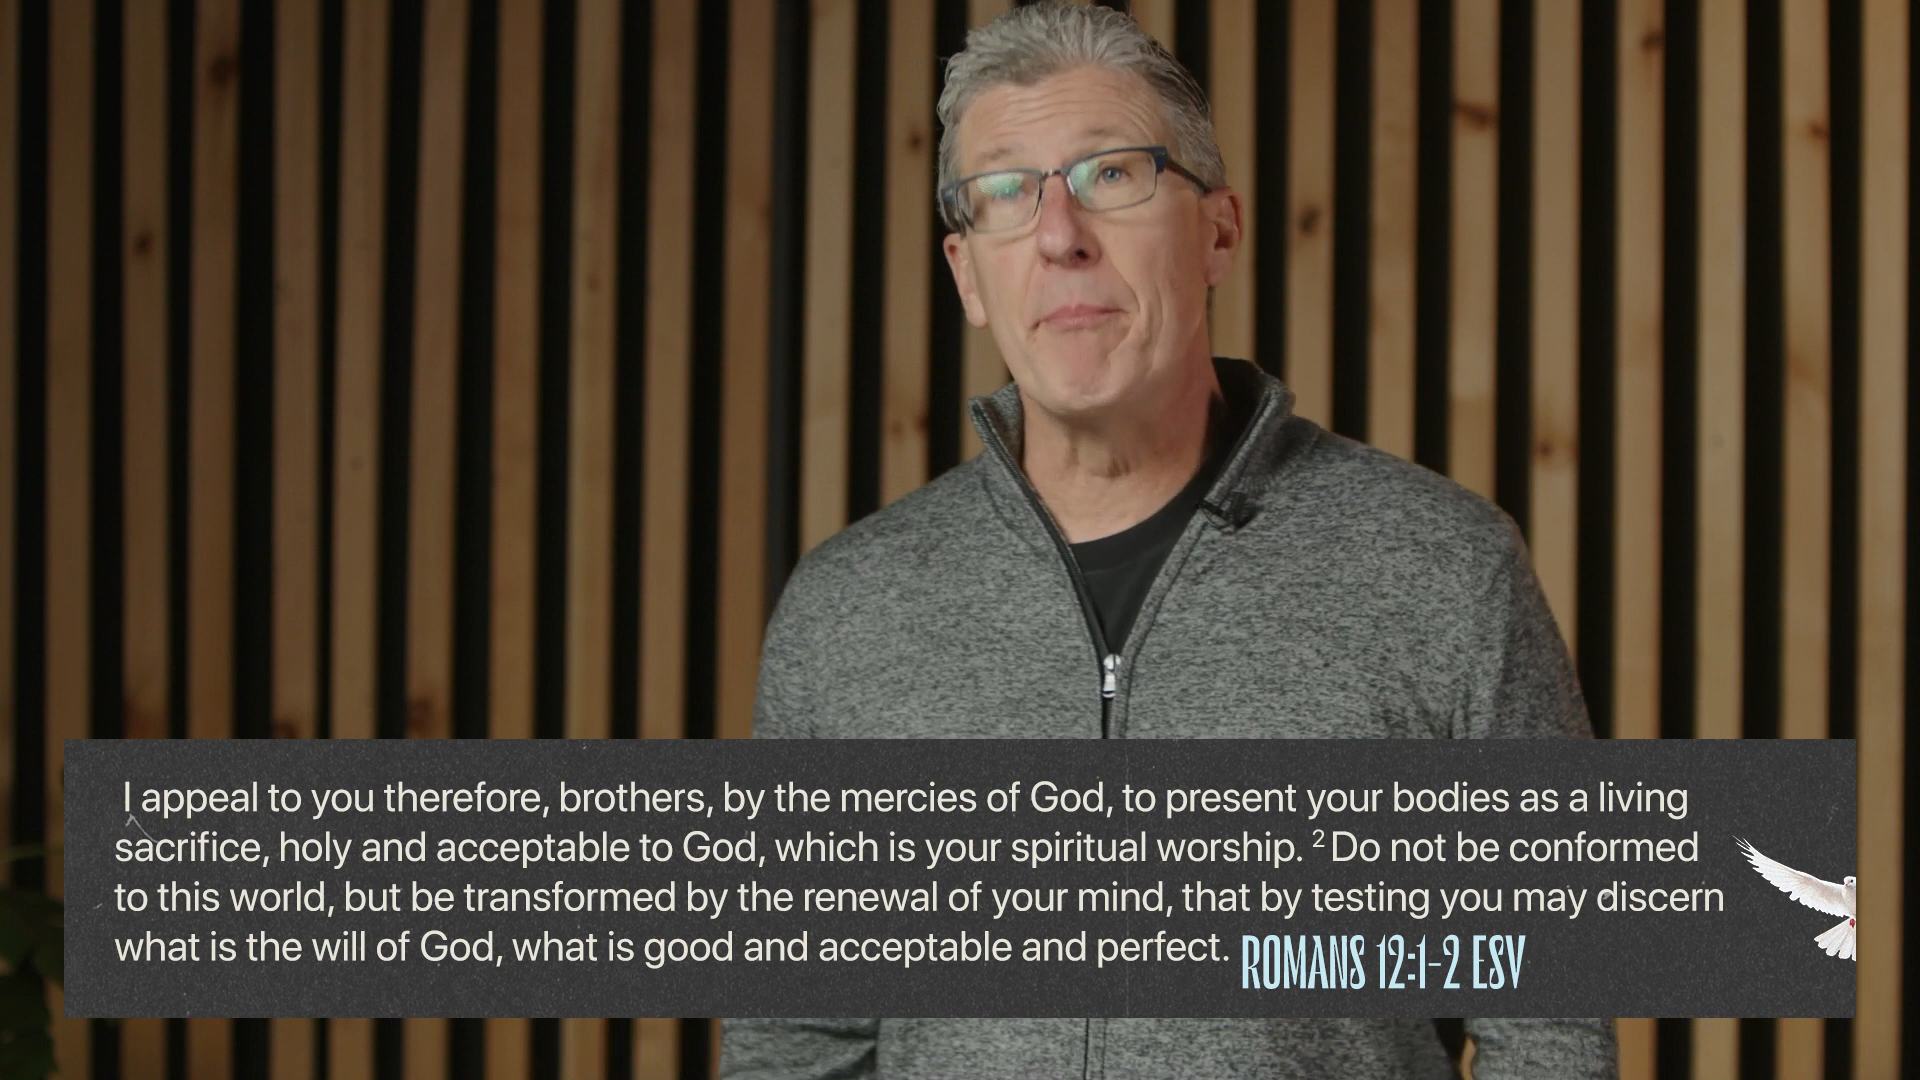 I appeal to you therefore, brothers, by the mercies of God, to present your bodies as a living
sacrifice, holy and acceptable to God, which is your spiritual worship. ² Do not be conformed
to this world, but be transformed by the renewal of your mind, that by testing you may discern
what is the will of God, what is good and acceptable and perfect. ROMANS 12:1-2 ESV